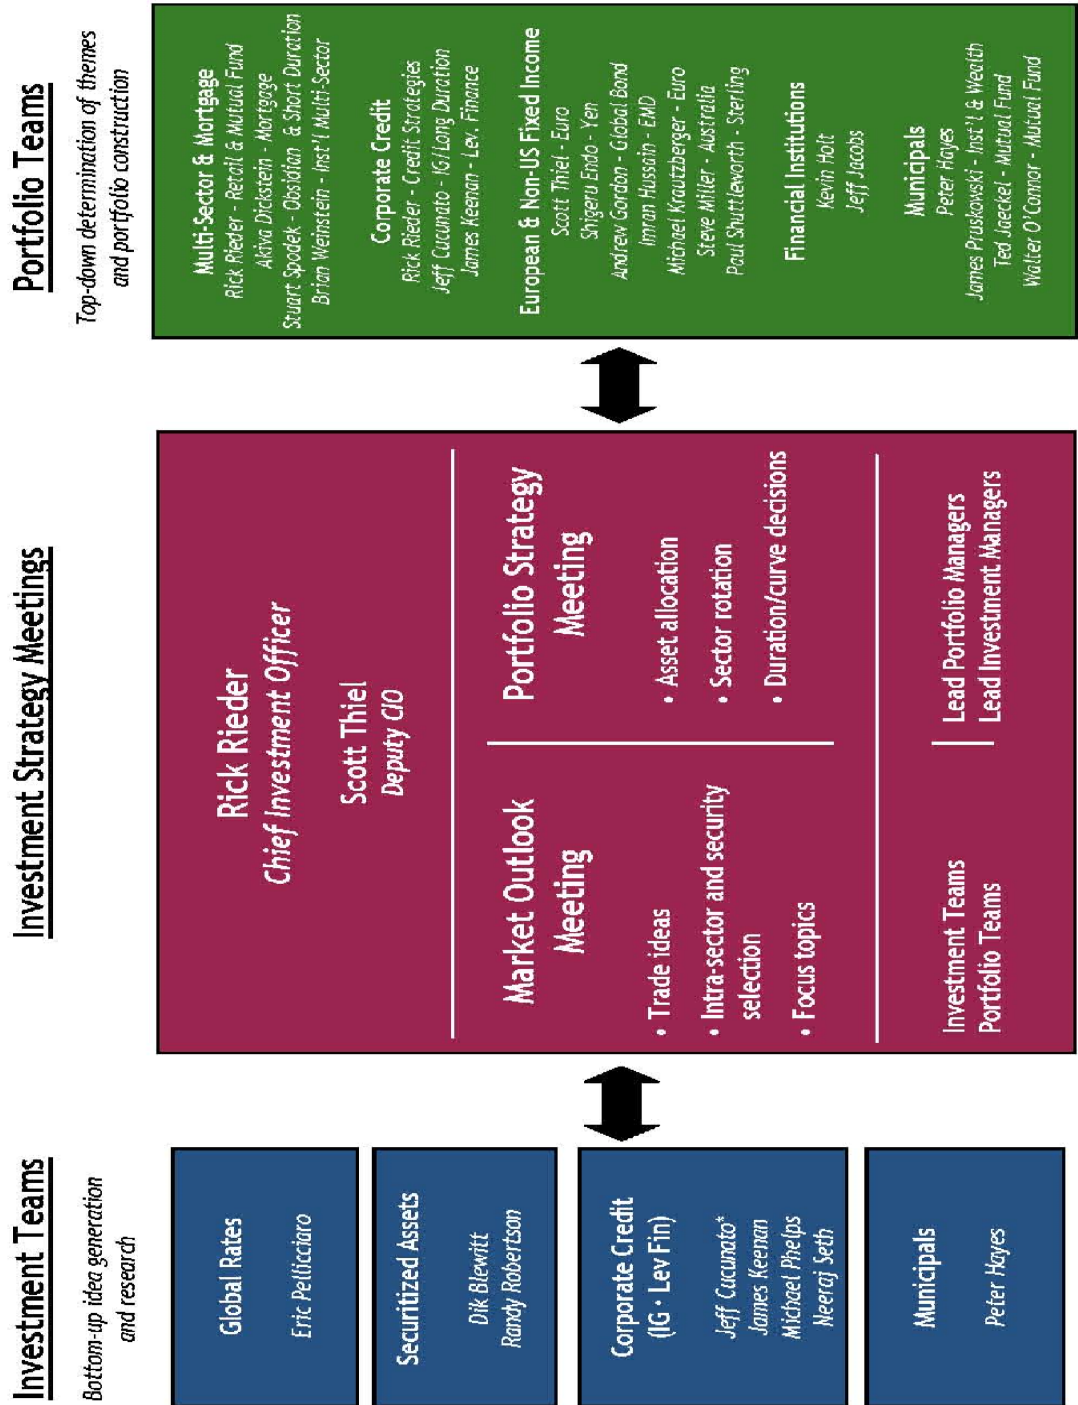 Investment Teams
Bottom-up idea generation
and research
Global Rates
Eric Pellicciaro
Securitized Assets
Dik Blewitt
Randy Robertson
Corporate Credit
(IG · Lev Fin)
Jeff Cucunato*
James Keenan
Michael Phelps
Neeraj Seth
Municipals
Peter Hayes
Investment Strategy Meetings
Rick Rieder
Chief Investment Officer
Scott Thiel
Deputy CIO
Market Outlook
Meeting
• Trade ideas
• Intra-sector and security
selection
• Focus topics
Portfolio Strategy
Meeting
• Asset allocation
• Sector rotation
• Duration/curve decisions
Investment Teams
Portfolio Teams
Lead Portfolio Managers
Lead Investment Managers
Portfolio Teams
Top-down determination of themes
and portfolio construction
Multi-Sector & Mortgage
Rick Rieder - Retail & Mutual Fund
Akiva Dickstein - Mortgage
Stuart Spodek - Obsidian & Short Duration
Brian Weinstein - Inst'l Multi-Sector
Corporate Credit
Rick Rieder - Credit Strategies
Jeff Cucunato - IG/Long Duration
James Keenan - Lev. Finance
European & Non-US Fixed Income
Scott Thiel - Euro
Shigeru Endo - Yen
Andrew Gordon - Global Bond
Imran Hussain - EMD
Michael Krautzberger - Euro
Steve Miller - Australia
Paul Shuttleworth - Sterling
Financial Institutions
Kevin Holt
Jeff Jacobs
Municipals
Peter Hayes
James Pruskowski - Inst'l & Wealth
Ted Jaeckel - Mutual Fund
Walter O'Connor - Mutual Fund